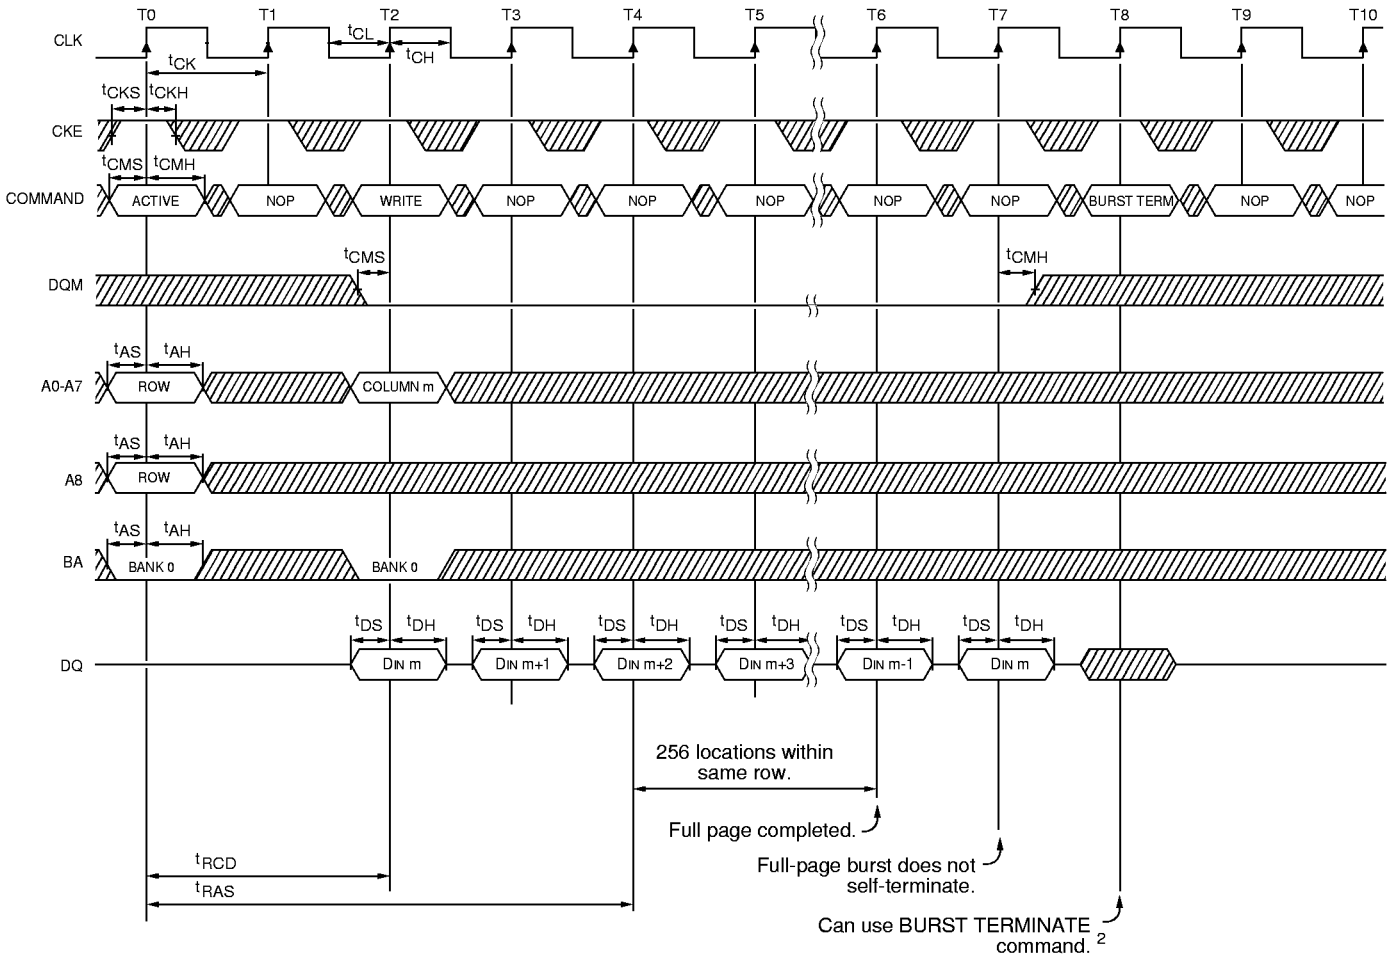 T0 T1 T2 T3 T4 T5 T6 T7 T8 T9 T10
CLK
tCL
tCH
tCK
tCKS tCKH
CKE
tCMS tCMH
COMMAND ACTIVE NOP WRITE NOP NOP NOP NOP NOP BURST TERM NOP NOP
tCMS tCMH
DQM
tAS tAH
A0-A7 ROW COLUMN m
tAS tAH
A8 ROW
tAS tAH
BA BANK 0 BANK 0
tDS tDH tDS tDH tDS tDH tDS tDH tDS tDH tDS tDH
DQ DIN m DIN m+1 DIN m+2 DIN m+3 DIN m-1 DIN m
256 locations within
same row.
Full page completed.
tRCD
Full-page burst does not
self-terminate.
tRAS
Can use BURST TERMINATE
command. 2